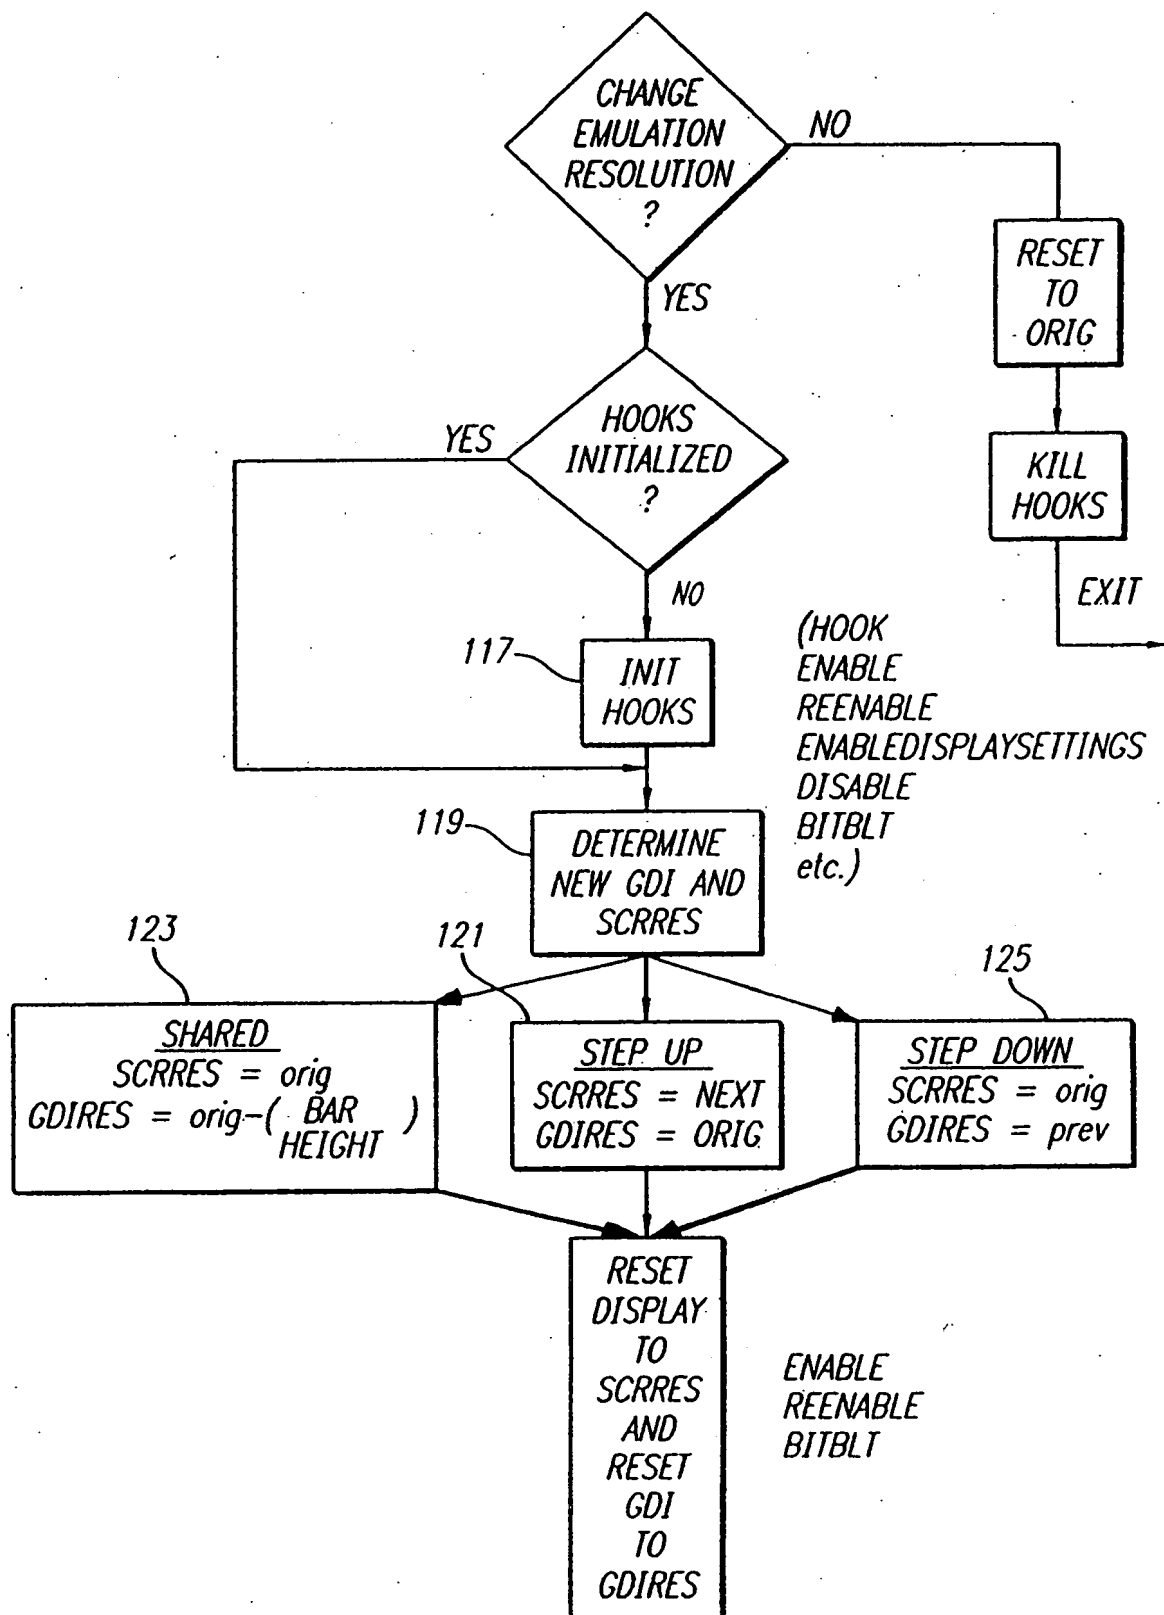 CHANGE
EMULATION
RESOLUTION
?
NO
YES
RESET
TO
ORIG
KILL
HOOKS
EXIT
HOOKS
INITIALIZED
?
YES
NO
117
INIT
HOOKS
(HOOK
ENABLE
REENABLE
ENABLEDISPLAYSETTINGS
DISABLE
BITBLT
etc.)
119
DETERMINE
NEW GDI AND
SCRRES
123
SHARED
SCRRES = orig
GDIRES = orig-( BAR )
HEIGHT
121
STEP UP
SCRRES = NEXT
GDIRES = ORIG
125
STEP DOWN
SCRRES = orig
GDIRES = prev
RESET
DISPLAY
TO
SCRRES
AND
RESET
GDI
TO
GDIRES
ENABLE
REENABLE
BITBLT